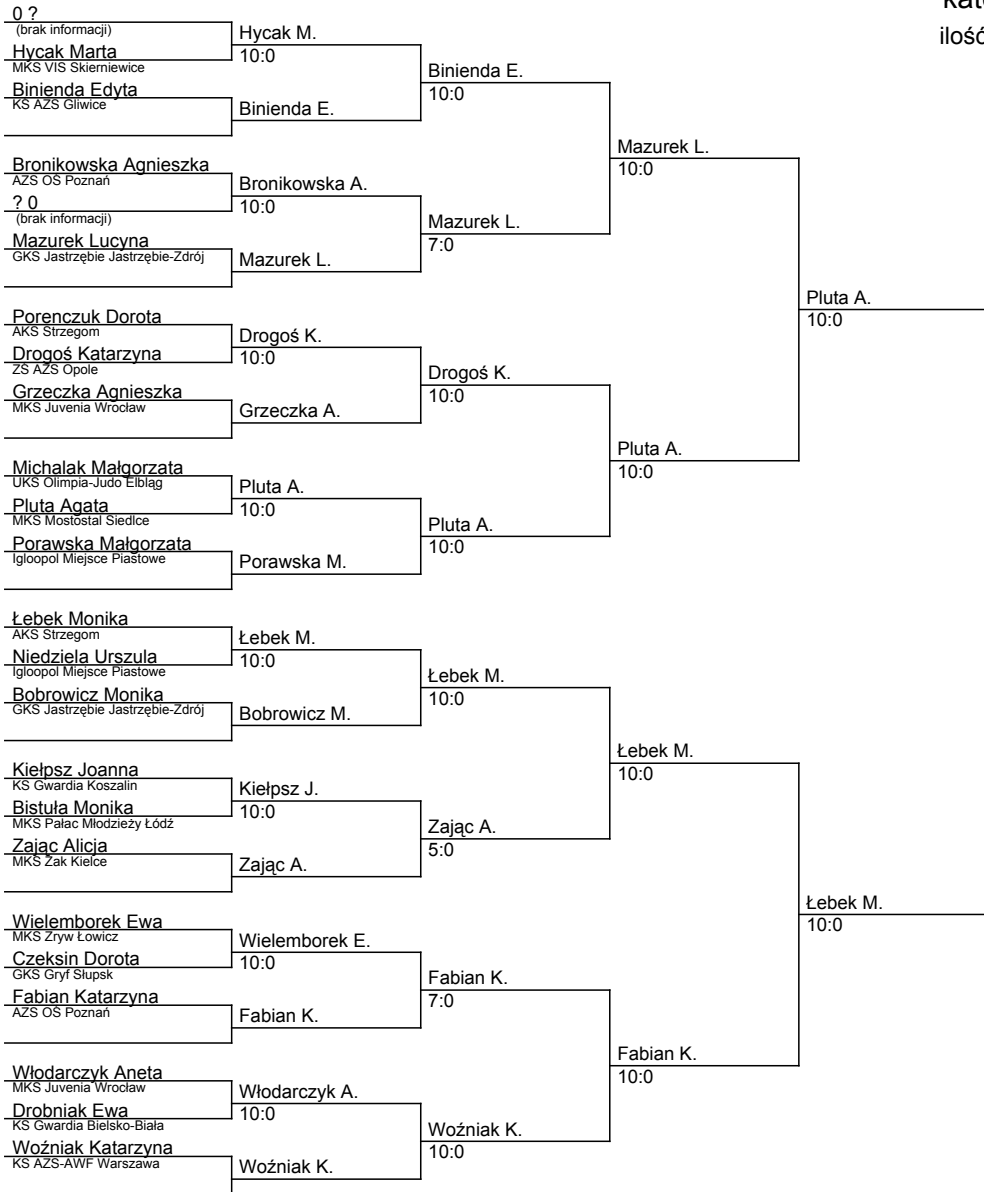 0 ?
(brak informacji)
Hycak Marta
MKS VIS Skierniewice
Binienda Edyta
KS AZS Gliwice
Bronikowska Agnieszka
AZS OŚ Poznań
? 0
(brak informacji)
Mazurek Lucyna
GKS Jastrzębie Jastrzębie-Zdrój
Porenczuk Dorota
AKS Strzegom
Drogoś Katarzyna
ZŚ AZS Opole
Grzeczka Agnieszka
MKS Juvenia Wrocław
Michalak Małgorzata
UKS Olimpia-Judo Elbląg
Pluta Agata
MKS Mostostal Siedlce
Porawska Małgorzata
Igloopol Miejsce Piastowe
Łebek Monika
AKS Strzegom
Niedziela Urszula
Igloopol Miejsce Piastowe
Bobrowicz Monika
GKS Jastrzębie Jastrzębie-Zdrój
Kiełpsz Joanna
KS Gwardia Koszalin
Bistuła Monika
MKS Pałac Młodzieży Łódź
Zając Alicja
MKS Żak Kielce
Wielemborek Ewa
MKS Zryw Łowicz
Czeksin Dorota
GKS Gryf Słupsk
Fabian Katarzyna
AZS OŚ Poznań
Włodarczyk Aneta
MKS Juvenia Wrocław
Drobniak Ewa
KS Gwardia Bielsko-Biała
Woźniak Katarzyna
KS AZS-AWF Warszawa
Hycak M.
10:0
Binienda E.
Bronikowska A.
10:0
Mazurek L.
Drogoś K.
10:0
Grzeczka A.
Pluta A.
10:0
Porawska M.
Łebek M.
10:0
Bobrowicz M.
Kiełpsz J.
10:0
Zając A.
Wielemborek E.
10:0
Fabian K.
Włodarczyk A.
10:0
Woźniak K.
Binienda E.
10:0
Mazurek L.
7:0
Drogoś K.
10:0
Pluta A.
10:0
Łebek M.
10:0
Zając A.
5:0
Fabian K.
7:0
Woźniak K.
10:0
Mazurek L.
10:0
Pluta A.
10:0
Łebek M.
10:0
Fabian K.
10:0
Pluta A.
10:0
Łebek M.
10:0
ilość